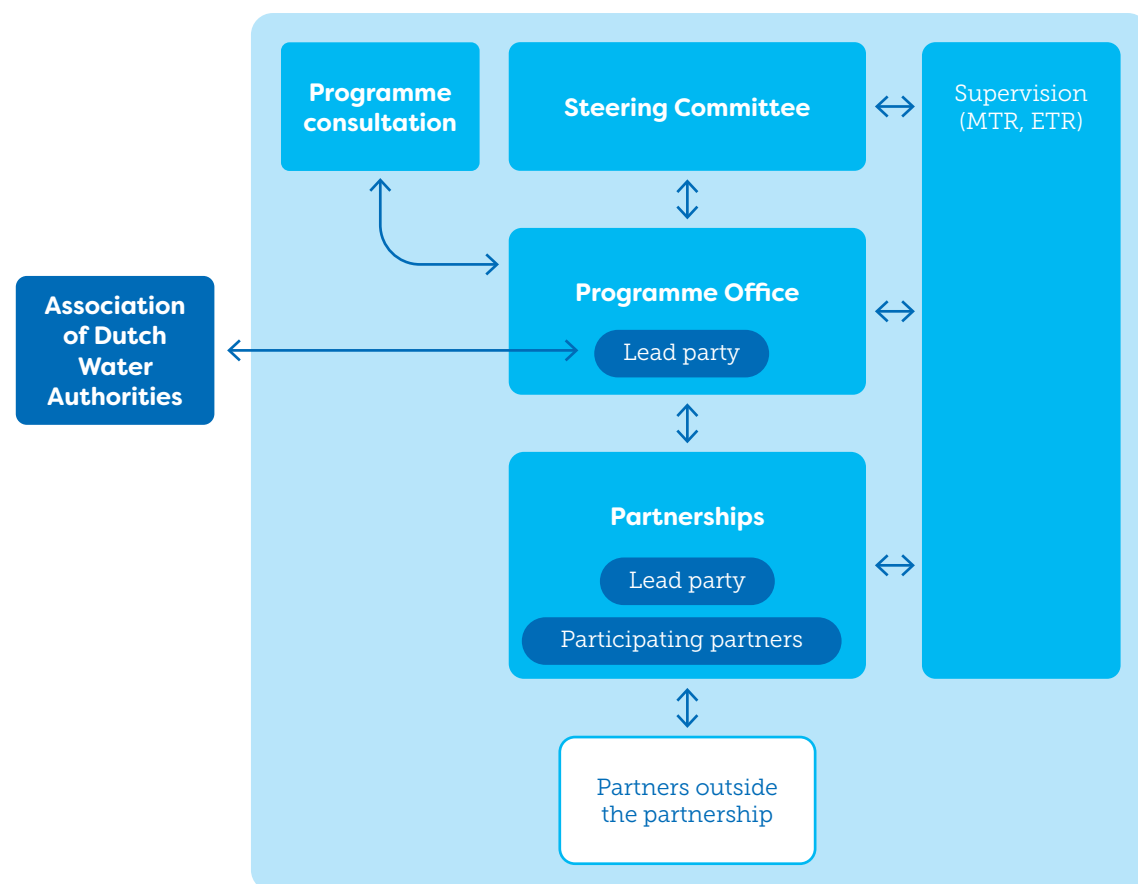 Programme
consultation
Steering Committee
Supervision
(MTR, ETR)
Association
of Dutch
Water
Authorities
Programme Office
Lead party
Partnerships
Lead party
Participating partners
Partners outside
the partnership